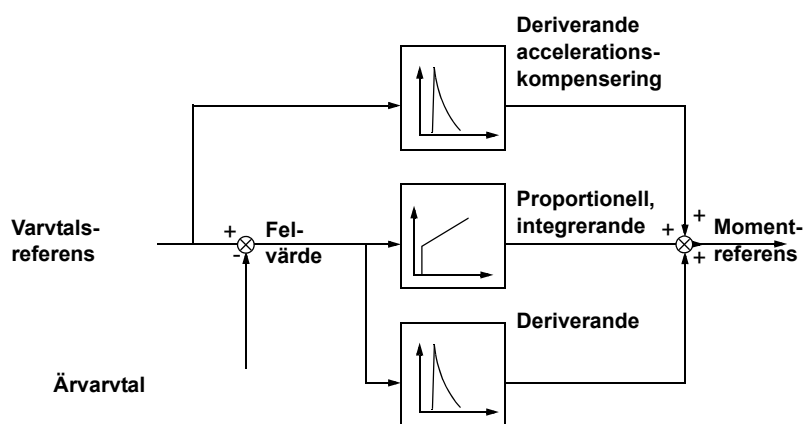 Deriverande
accelerations-
kompensering
Proportionell,
integrerande
+
+
Moment-
referens
+
Varvtals-
referens
+
-
Fel-
värde
Deriverande
Ärvarvtal